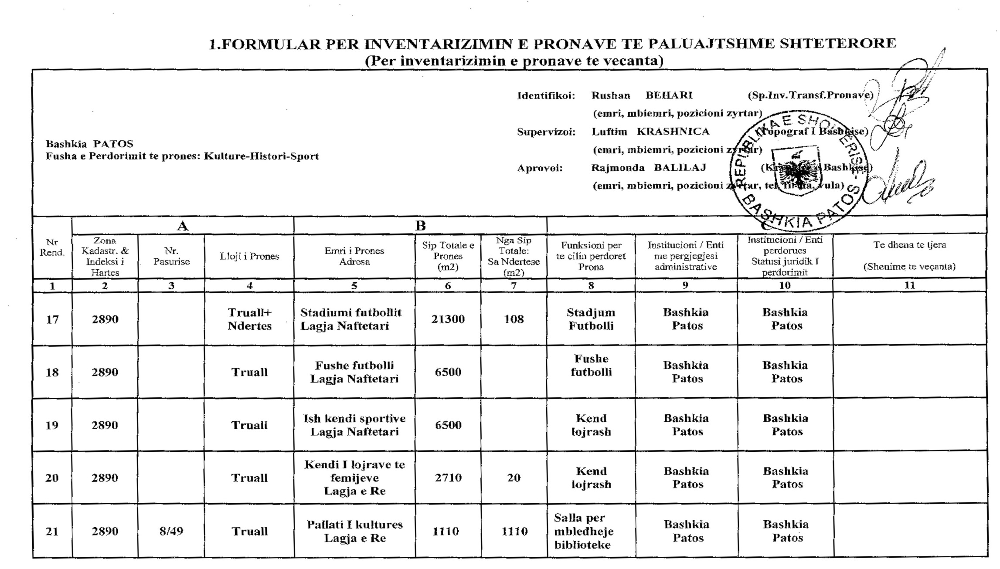 1.FORMULAR PER INVENTARIZIMIN E PRONAVE TE PALUAJTSHME SHTETERORE
(Per inventarizimin e pronave te vecanta)
Identifikoi: Rushan BEHARI (Sp.Inv.Transf.Pronave)
(emri, mbiemri, pozicioni zyrtar)
Supervizoi: Luftim KRASHNICA (Topograf I Bashkise)
(emri, mbiemri, pozicioni zyrtar)
Aprovoi: Rajmonda BALILAJ (Kryetare e Bashkise)
(emri, mbiemri, pozicioni zyrtar, tel, firma, vula)
Bashkia PATOS
Fusha e Perdorimit te prones: Kulture-Histori-Sport
REPUBLIKA E SHQIPERISE
BASHKIA PATOS
A B C
Nr Rend.
Zona
Kadastr. &
Indeksi i
Hartes
Nr.
Pasurise
Lloji i Prones
Emri i Prones
Adresa
Sip Totale e
Prones
(m2)
Nga Sip
Totale:
Sa Ndertese
(m2)
Funksioni per
te cilin perdoret
Prona
Institucioni / Enti
me pergjegjesi
administrative
Institucioni / Enti
perdorues
Statusi juridik I
perdorimit
Te dhena te tjera
(Shenime te veçanta)
1 2 3 4 5 6 7 8 9 10 11
17 2890
Truall+
Ndertes
Stadiumi futbollit
Lagja Naftetari
21300 108
Stadjum
Futbolli
Bashkia
Patos
Bashkia
Patos
18 2890 Truall
Fushe futbolli
Lagja Naftetari
6500
Fushe
futbolli
Bashkia
Patos
Bashkia
Patos
19 2890 Truall
Ish kendi sportive
Lagja Naftetari
6500
Kend
lojrash
Bashkia
Patos
Bashkia
Patos
20 2890 Truall
Kendi I lojrave te
femijeve
Lagja e Re
2710 20
Kend
lojrash
Bashkia
Patos
Bashkia
Patos
21 2890 8/49 Truall
Pallati I kultures
Lagja e Re
1110 1110
Salla per
mbledheje
biblioteke
Bashkia
Patos
Bashkia
Patos